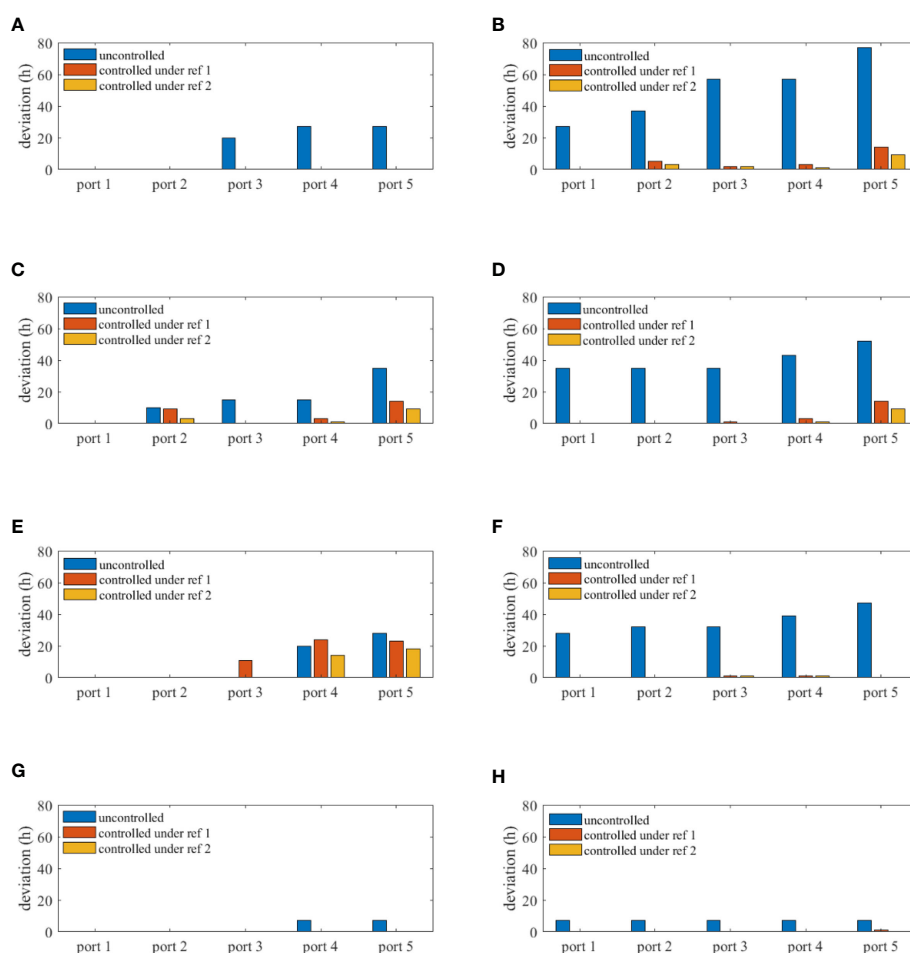 A
deviation (h)
80
60
40
20
0
uncontrolled
controlled under ref 1
controlled under ref 2
port 1 port 2 port 3 port 4 port 5
B
deviation (h)
80
60
40
20
0
uncontrolled
controlled under ref 1
controlled under ref 2
port 1 port 2 port 3 port 4 port 5
C
deviation (h)
80
60
40
20
0
uncontrolled
controlled under ref 1
controlled under ref 2
port 1 port 2 port 3 port 4 port 5
D
deviation (h)
80
60
40
20
0
uncontrolled
controlled under ref 1
controlled under ref 2
port 1 port 2 port 3 port 4 port 5
E
deviation (h)
80
60
40
20
0
uncontrolled
controlled under ref 1
controlled under ref 2
port 1 port 2 port 3 port 4 port 5
F
deviation (h)
80
60
40
20
0
uncontrolled
controlled under ref 1
controlled under ref 2
port 1 port 2 port 3 port 4 port 5
G
deviation (h)
80
60
40
20
0
uncontrolled
controlled under ref 1
controlled under ref 2
port 1 port 2 port 3 port 4 port 5
H
deviation (h)
80
60
40
20
0
uncontrolled
controlled under ref 1
controlled under ref 2
port 1 port 2 port 3 port 4 port 5